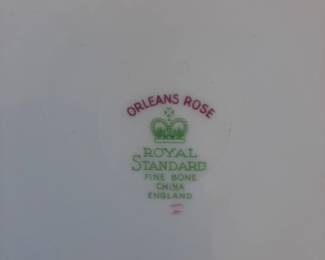 ORLEANS ROSE
ROYAL
STANDARD
FINE BONE
CHINA
ENGLAND